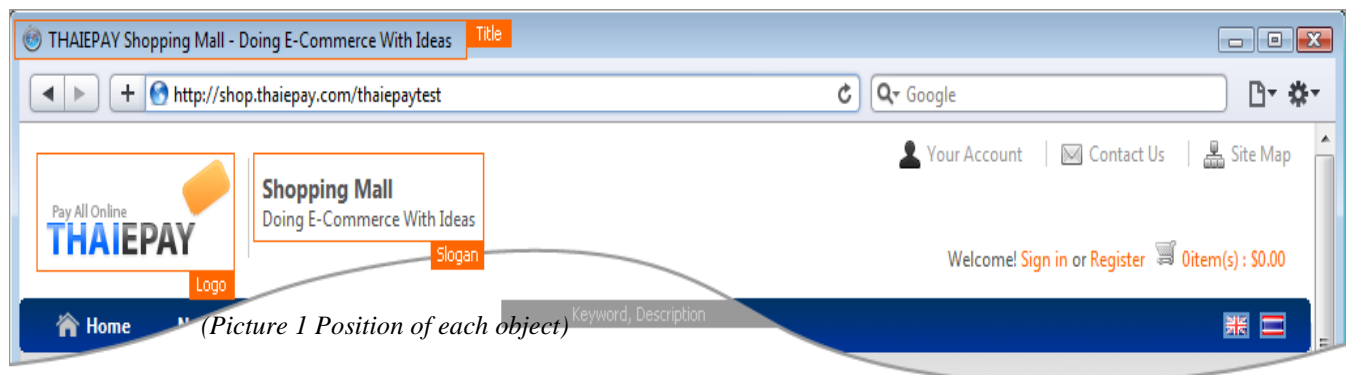 THAIEPAY Shopping Mall - Doing E-Commerce With Ideas Title
http://shop.thaiepay.com/thaiepaytest Google
Your Account Contact Us Site Map
Pay All Online
THAIEPAY
Logo
Shopping Mall
Doing E-Commerce With Ideas
Slogan
Welcome! Sign in or Register 0item(s) : $0.00
Home
(Picture 1 Position of each object)
Keyword, Description